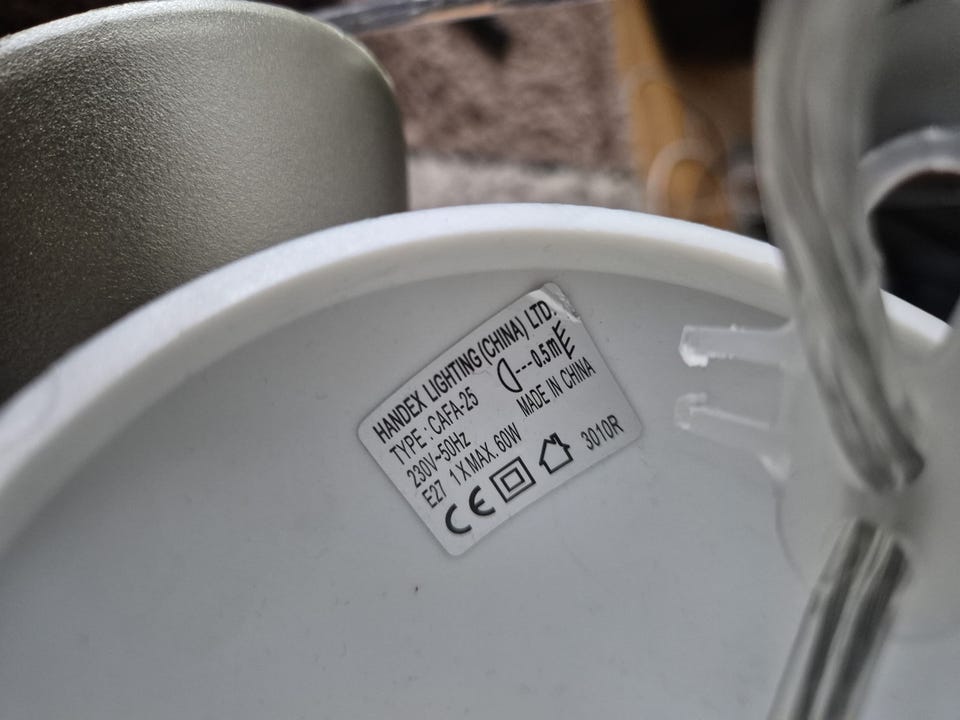 HANDEX LIGHTING (CHINA) LTD.
TYPE : CAFA-25
---0.5m
230V~50Hz
MADE IN CHINA
E27 1 X MAX. 60W
CE
3010R